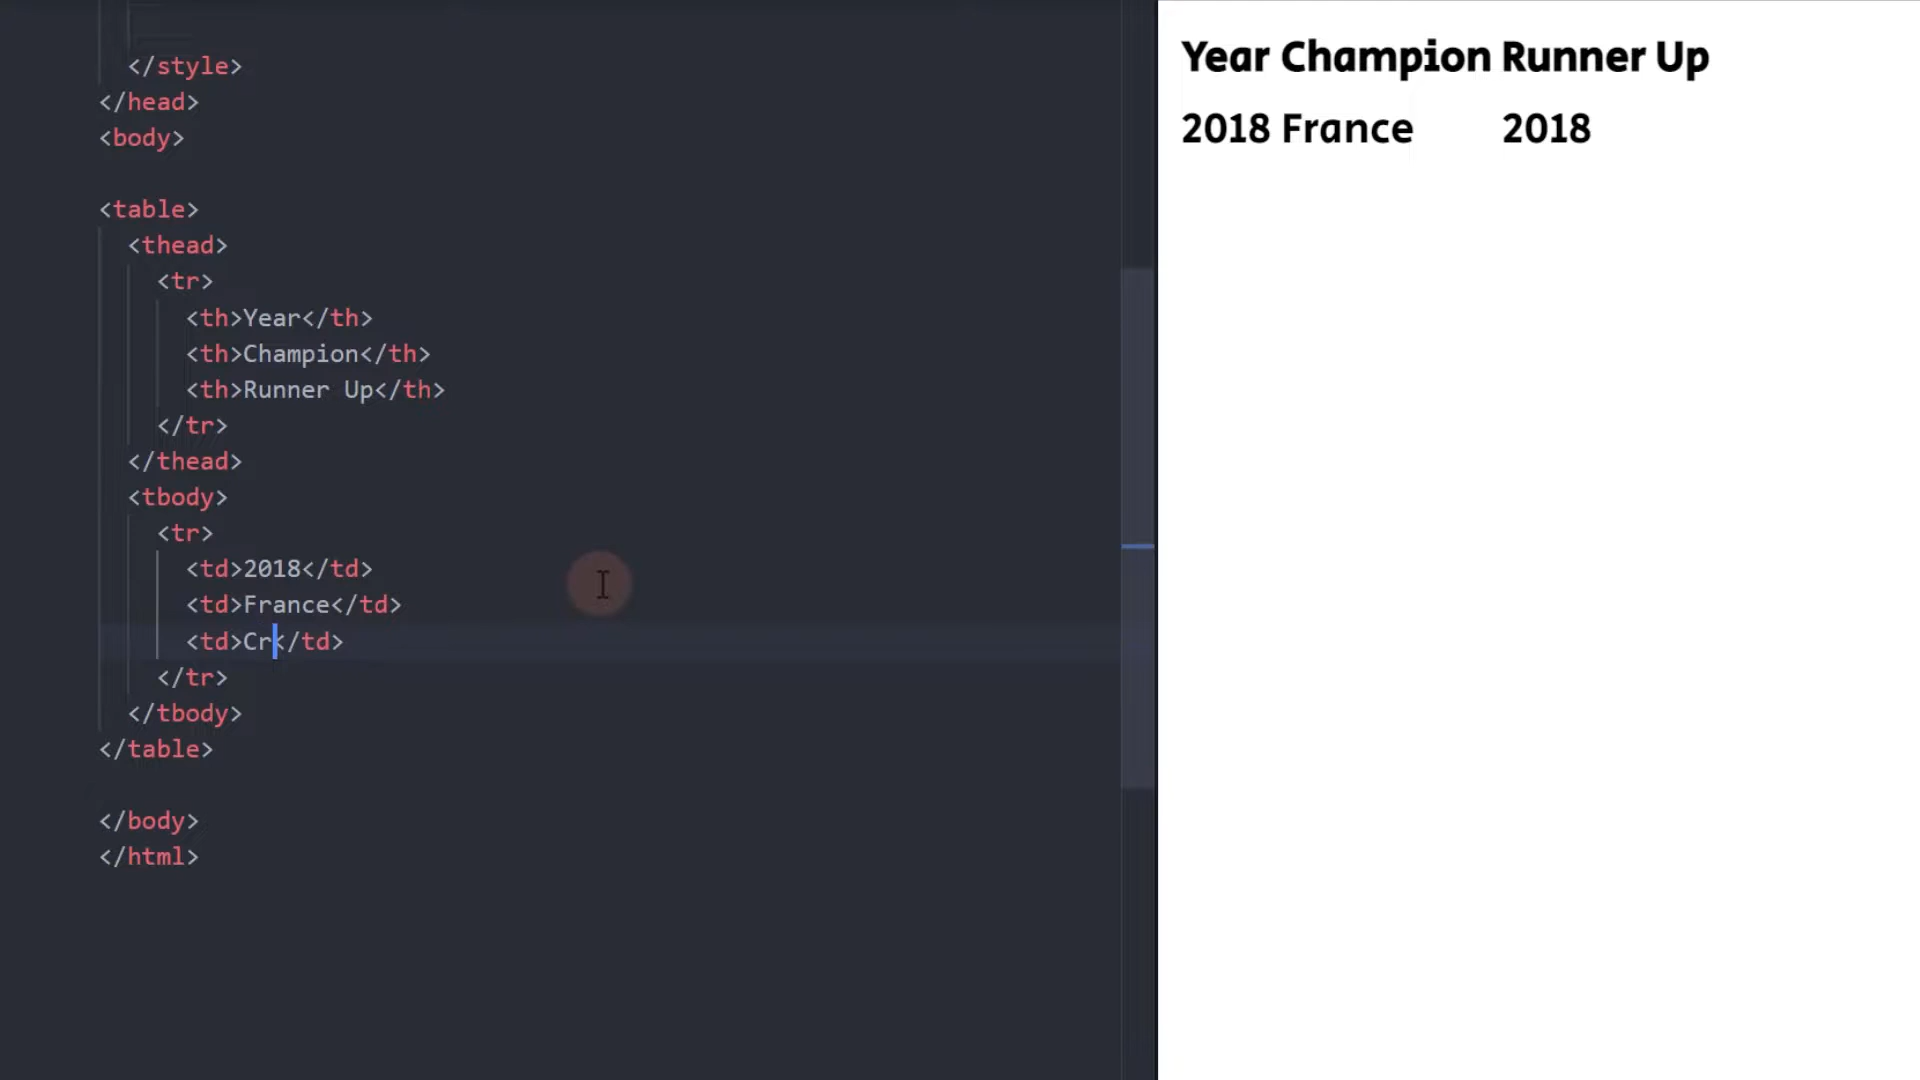 </style>
</head>
<body>
<table>
<thead>
<tr>
<th>Year</th>
<th>Champion</th>
<th>Runner Up</th>
</tr>
</thead>
<tbody>
<tr>
<td>2018</td>
<td>France</td>
<td>Cr</td>
</tr>
</tbody>
</table>
</body>
</html>
Year Champion Runner Up
2018 France 2018